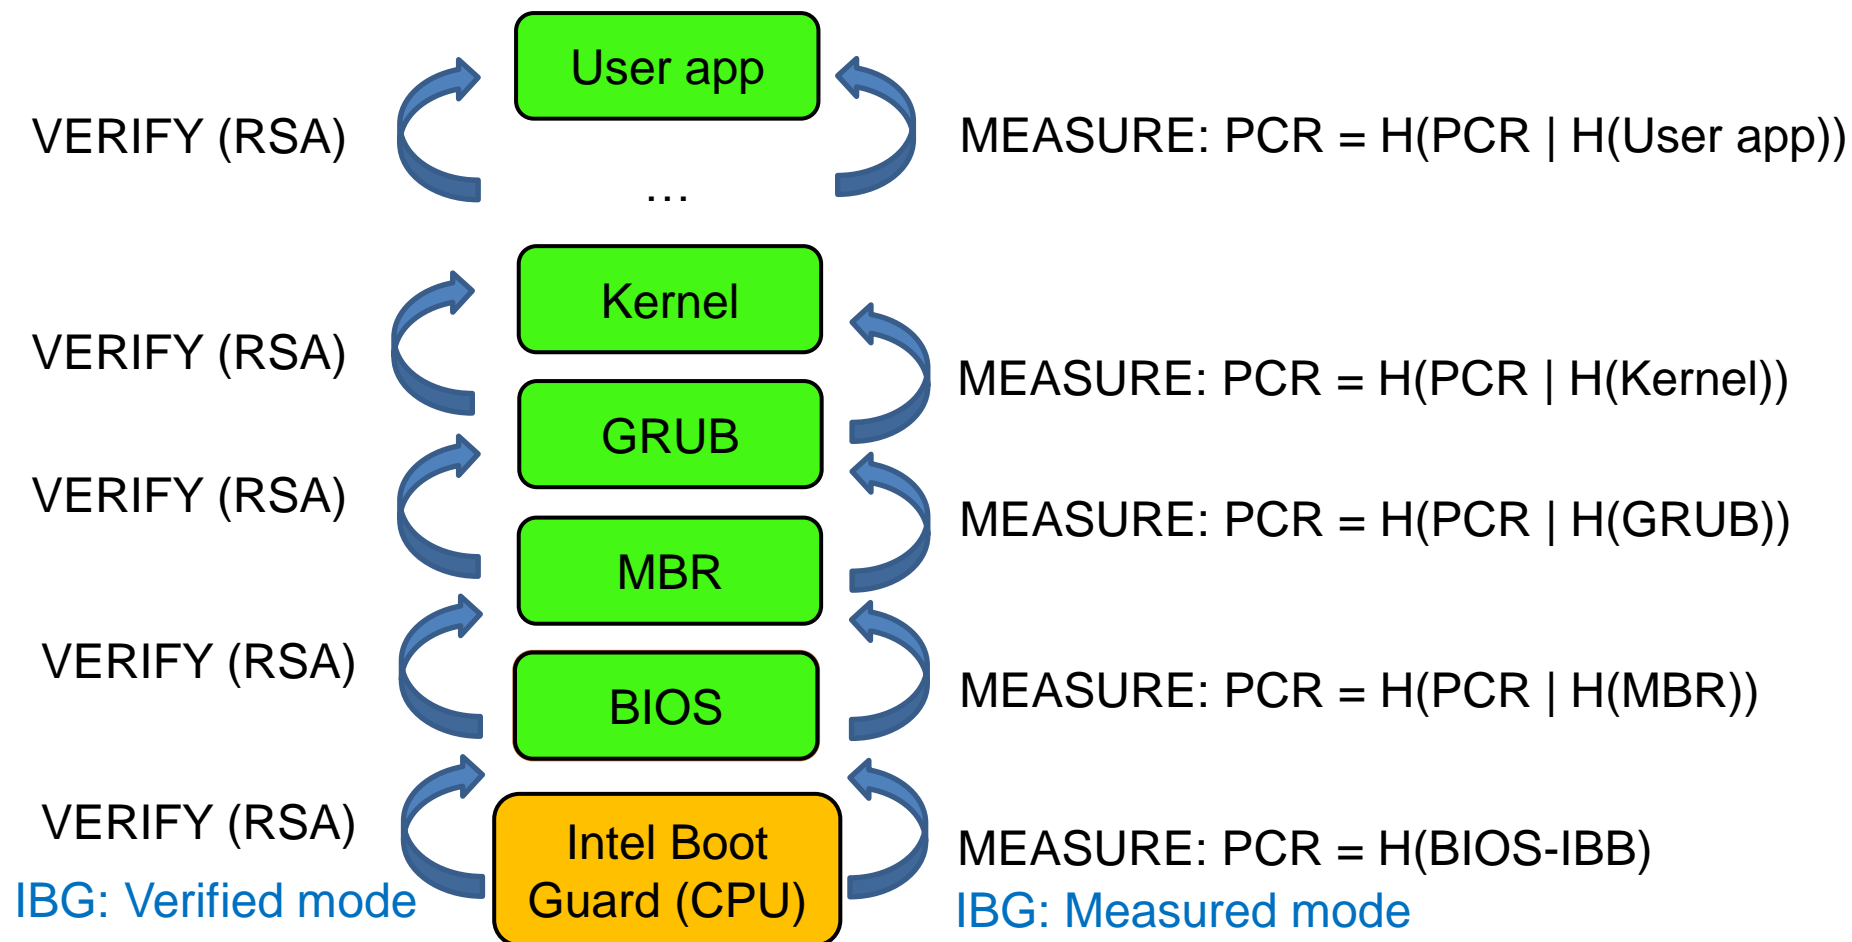 User app
VERIFY (RSA)
MEASURE: PCR = H(PCR | H(User app))
…
Kernel
VERIFY (RSA)
MEASURE: PCR = H(PCR | H(Kernel))
GRUB
VERIFY (RSA)
MEASURE: PCR = H(PCR | H(GRUB))
MBR
VERIFY (RSA)
MEASURE: PCR = H(PCR | H(MBR))
BIOS
VERIFY (RSA)
MEASURE: PCR = H(BIOS-IBB)
Intel Boot
Guard (CPU)
IBG: Verified mode
IBG: Measured mode